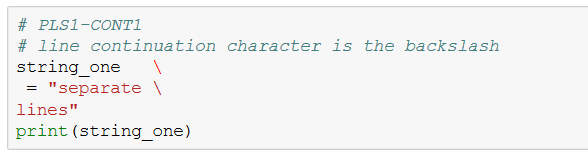 # PLS1-CONT1
# line continuation character is the backslash
string_one   \
 = "separate \
lines"
print(string_one)